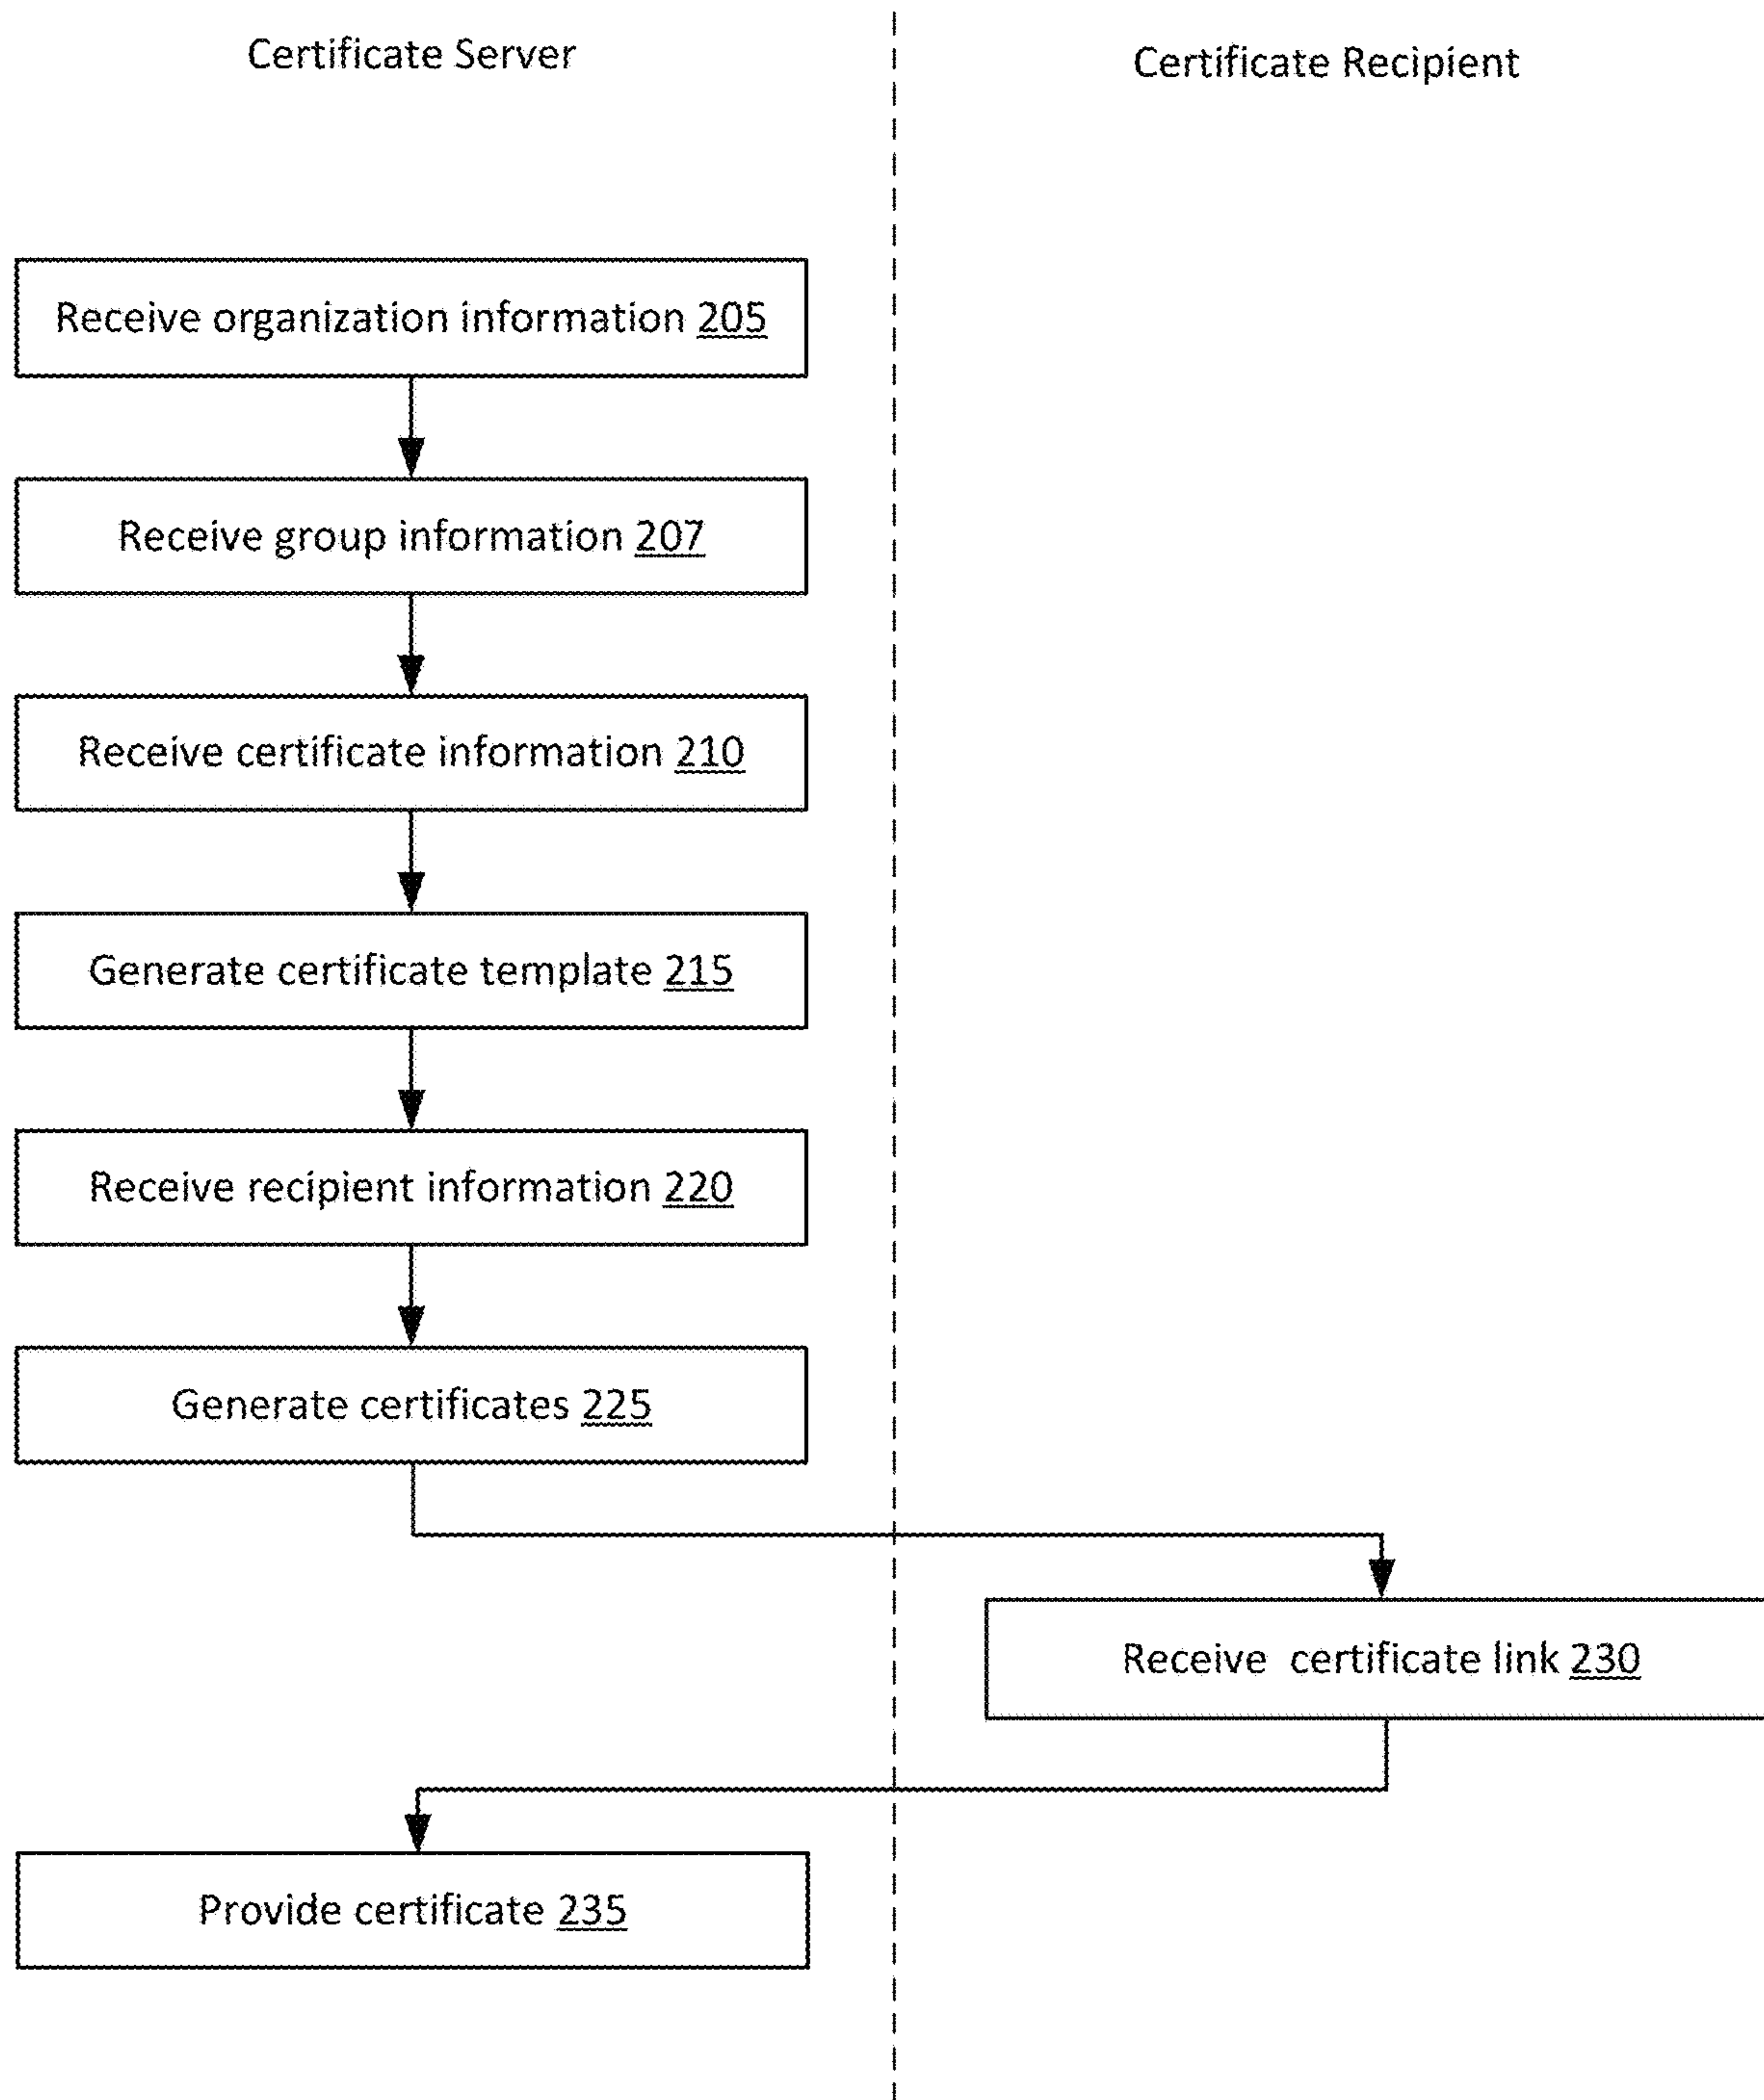 Certificate Server
Certificate Recipient
Receive organization information 205
Receive group information 207
Receive certificate information 210
Generate certificate template 215
Receive recipient information 220
Generate certificates 225
Receive certificate link 230
Provide certificate 235